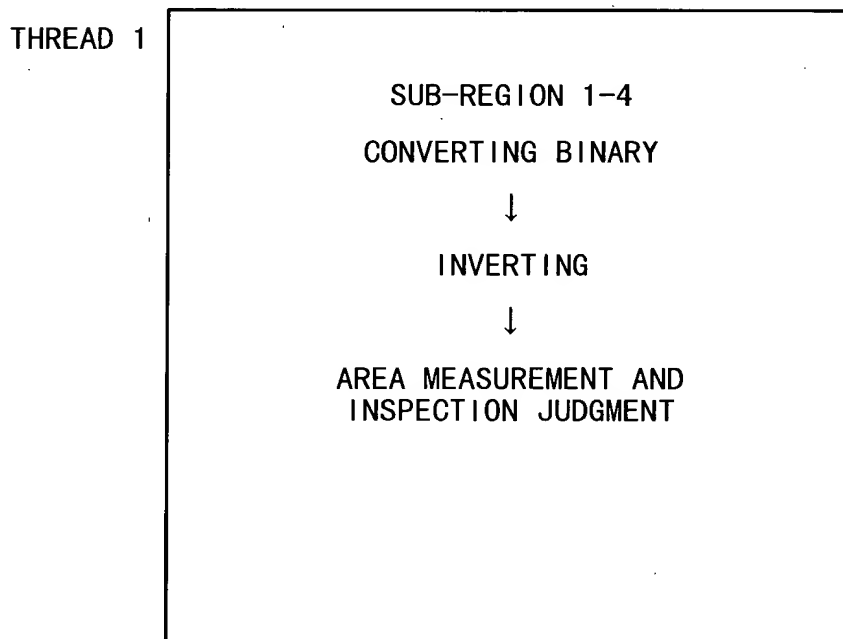 THREAD 1
SUB-REGION 1-4
CONVERTING BINARY
↓
INVERTING
↓
AREA MEASUREMENT AND
INSPECTION JUDGMENT